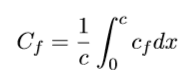 $C_f = \frac{1}{c} \int_0^c c_f dx$